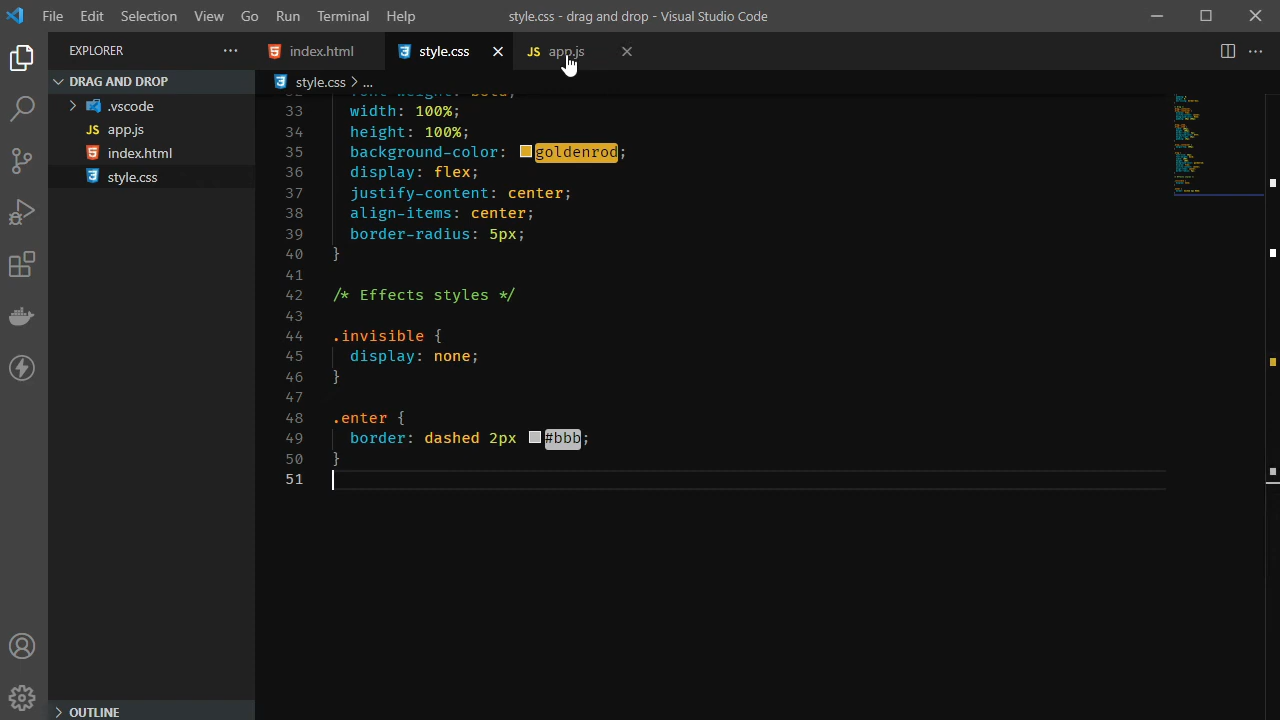 File Edit Selection View Go Run Terminal Help
style.css - drag and drop - Visual Studio Code
EXPLORER
index.html
style.css
JS app.js
DRAG AND DROP
.vscode
JS app.js
index.html
style.css
style.css > ...
33 width: 100%;
34 height: 100%;
35 background-color: goldenrod;
36 display: flex;
37 justify-content: center;
38 align-items: center;
39 border-radius: 5px;
40 }
41
42 /* Effects styles */
43
44 .invisible {
45 display: none;
46 }
47
48 .enter {
49 border: dashed 2px #bbb;
50 }
51
OUTLINE